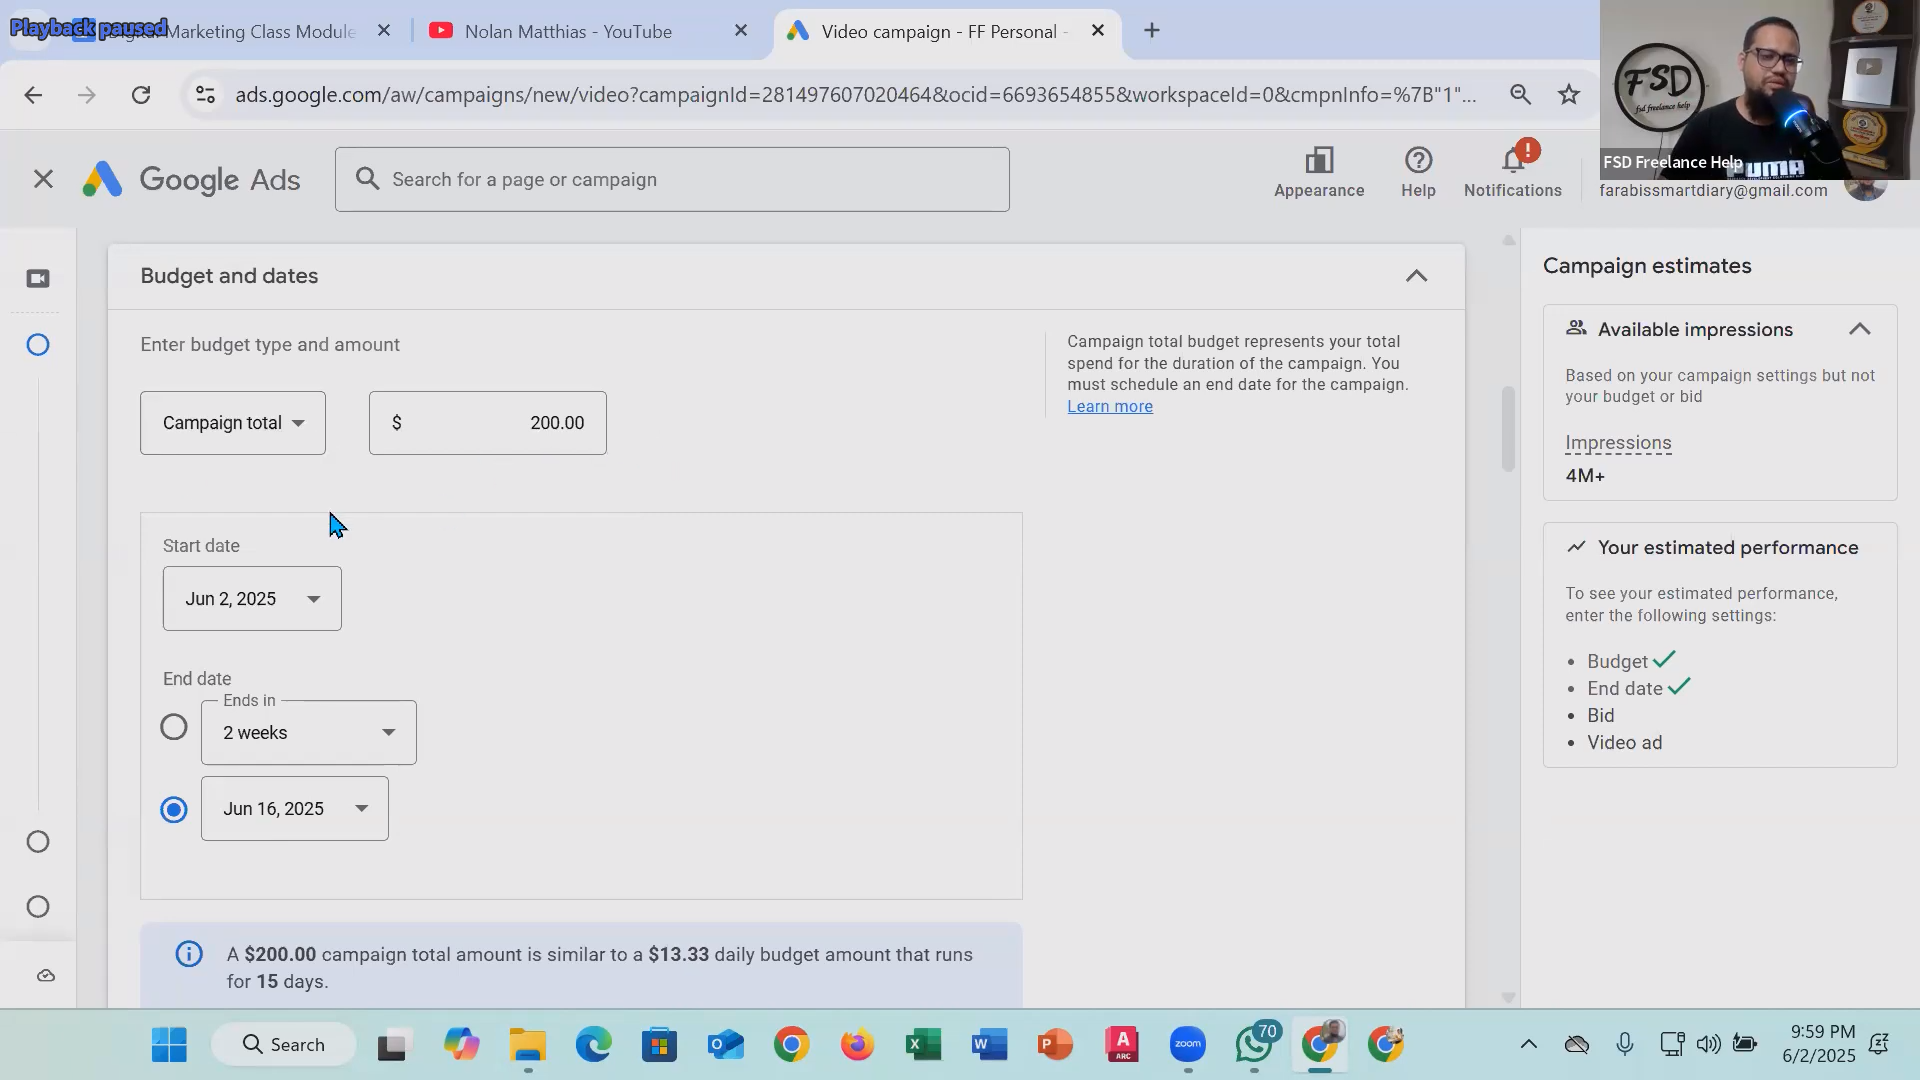 Playback paused
Digital Marketing Class Module
Nolan Matthias - YouTube
Video campaign - FF Personal -
ads.google.com/aw/campaigns/new/video?campaignId=281497607020464&ocid=6693654855&workspaceId=0&cmpnInfo=%7B"1"...
FSD
fsd freelance help
FSD Freelance Help
PUMA
Google Ads
Search for a page or campaign
Appearance
Help
Notifications
farabissmartdiary@gmail.com
Budget and dates
Enter budget type and amount
Campaign total
$ 200.00
Campaign total budget represents your total
spend for the duration of the campaign. You
must schedule an end date for the campaign.
Learn more
Start date
Jun 2, 2025
End date
Ends in
2 weeks
Jun 16, 2025
A $200.00 campaign total amount is similar to a $13.33 daily budget amount that runs
for 15 days.
Campaign estimates
Available impressions
Based on your campaign settings but not
your budget or bid
Impressions
4M+
Your estimated performance
To see your estimated performance,
enter the following settings:
Budget
End date
Bid
Video ad
Search
ARC
zoom
70
9:59 PM
6/2/2025